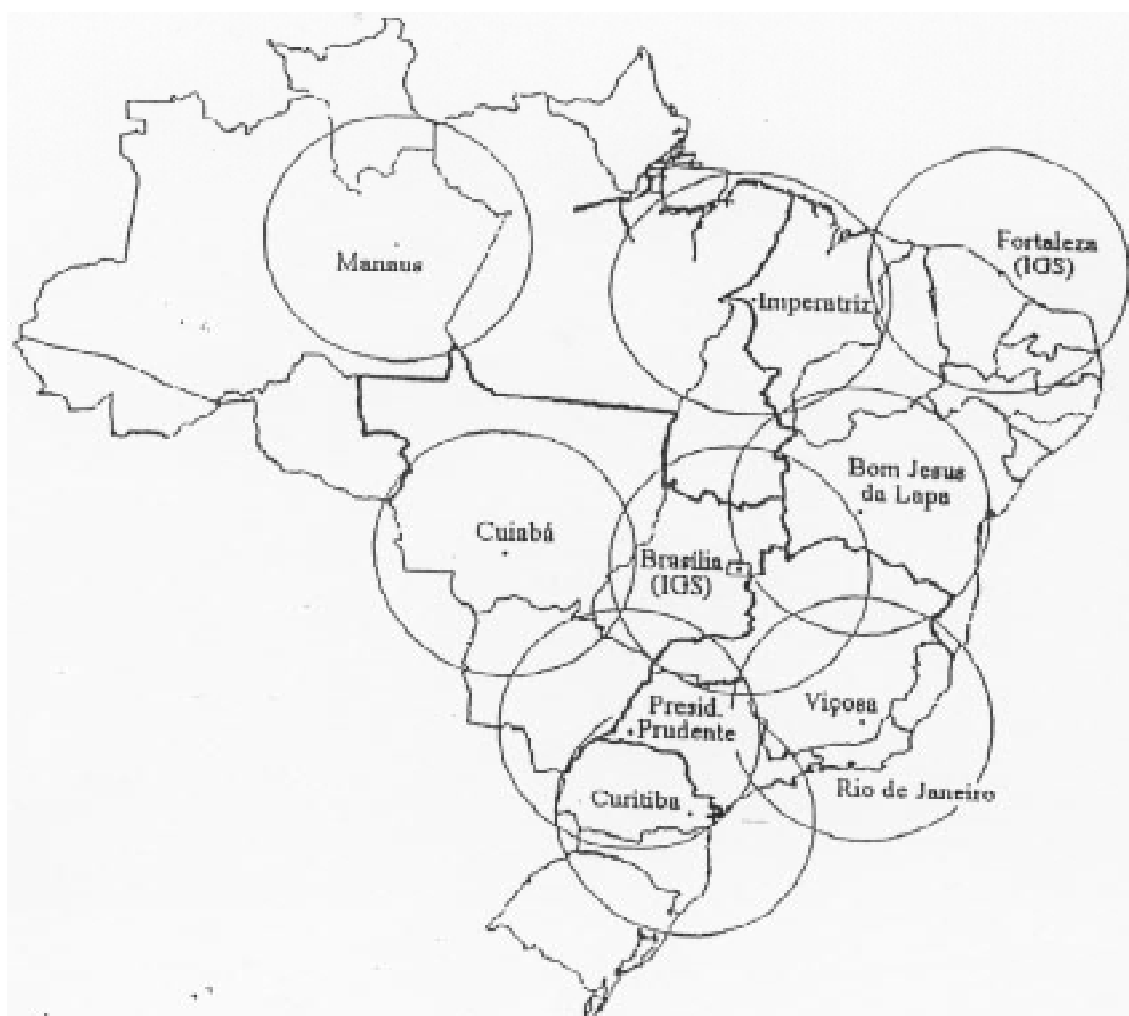 Manaus
Fortaleza
(IGS)
Imperatriz
Bom Jesus
da Lapa
Cuiabá
Brasília
(IGS)
Presid.
Prudente
Viçosa
Curitiba
Rio de Janeiro